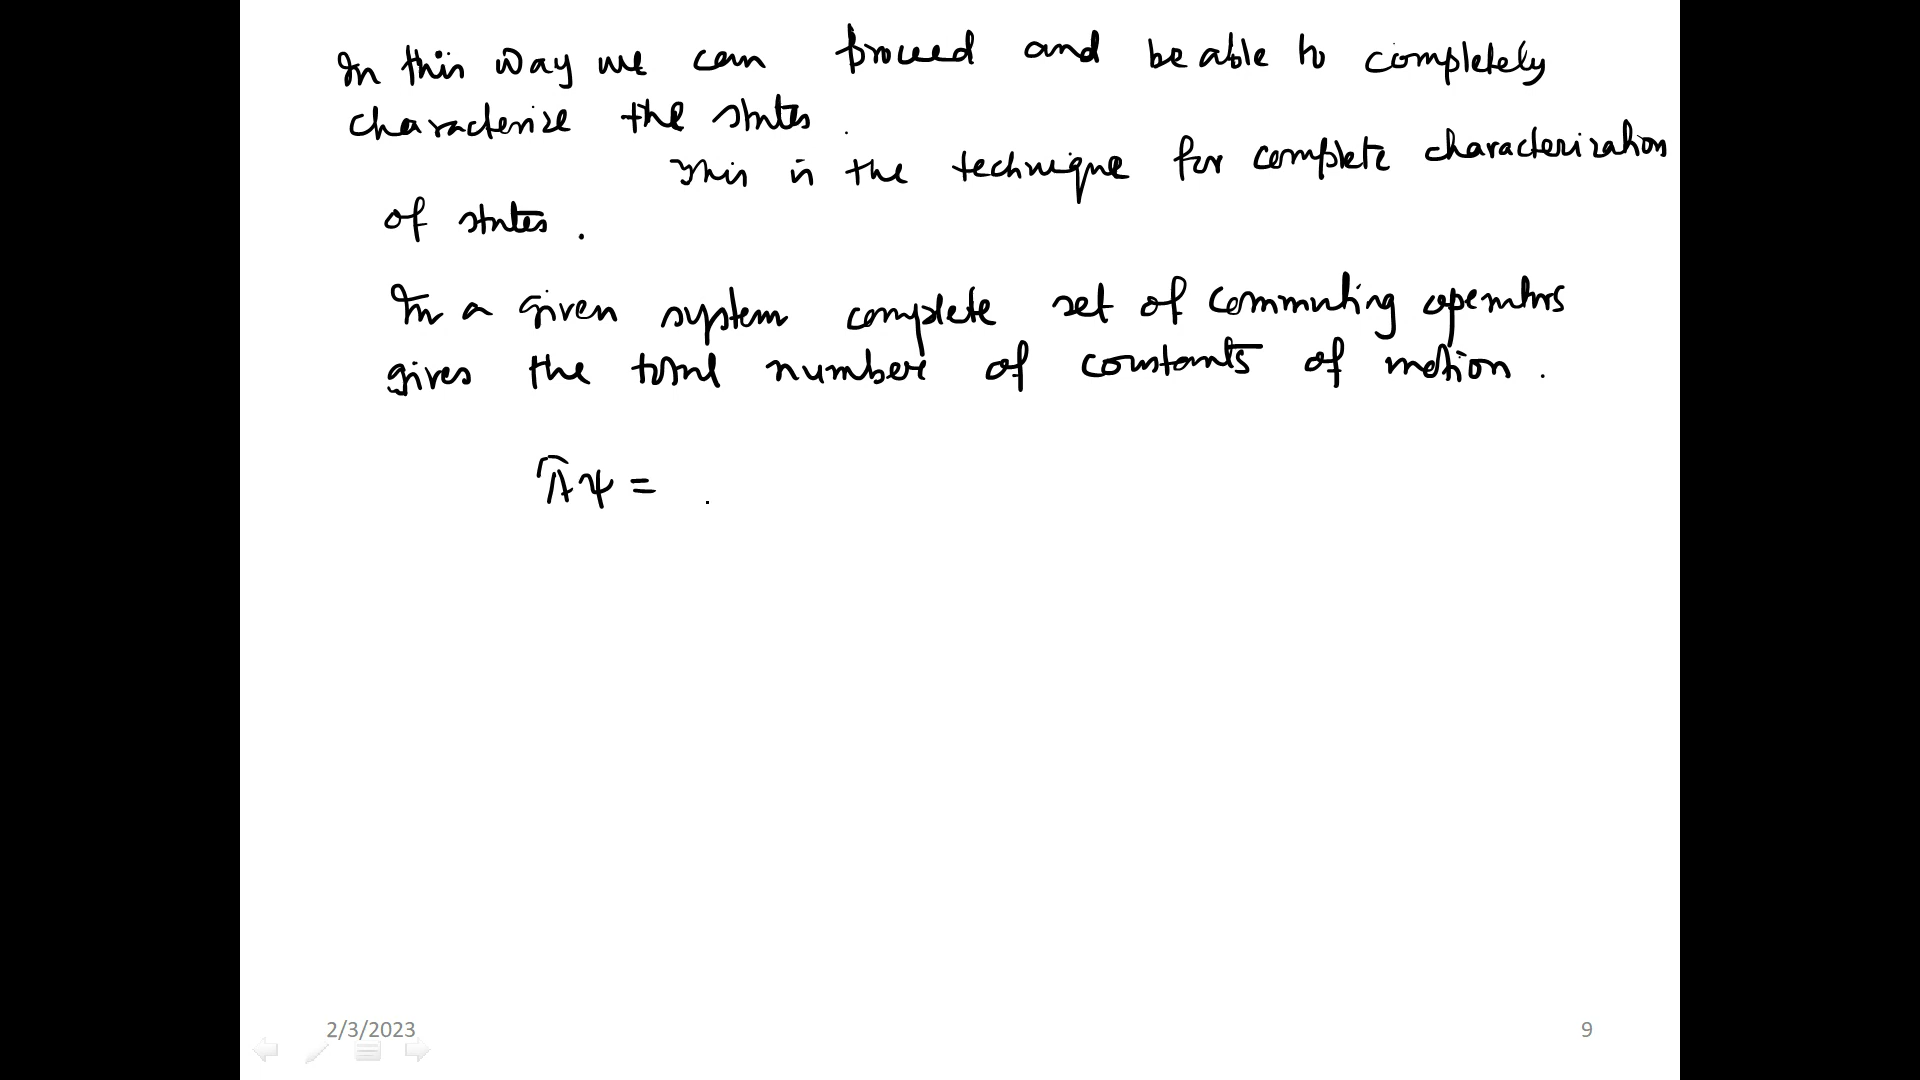 In this way we can proceed and be able to completely
characterize the states.
This is the technique for complete characterization
of states.
In a given system complete set of commuting operators
gives the total number of constants of motion.
Âψ =
2/3/2023
9